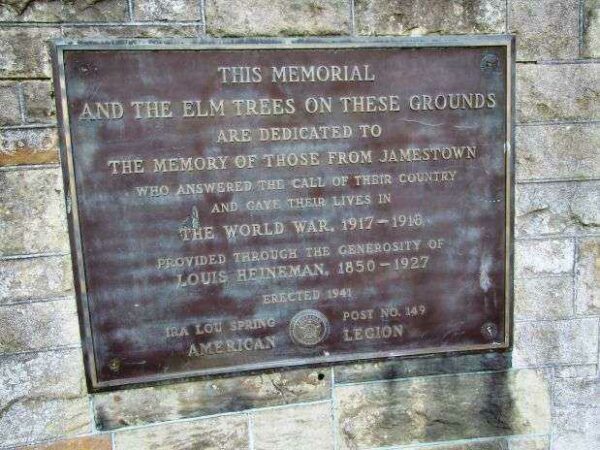 THIS MEMORIAL
AND THE ELM TREES ON THESE GROUNDS
ARE DEDICATED TO
THE MEMORY OF THOSE FROM JAMESTOWN
WHO ANSWERED THE CALL OF THEIR COUNTRY
AND GAVE THEIR LIVES IN
THE WORLD WAR, 1917-1918
PROVIDED THROUGH THE GENEROSITY OF
LOUIS HEINEMAN, 1850-1927
ERECTED 1941
IRA LOU SPRING POST NO. 149
AMERICAN LEGION